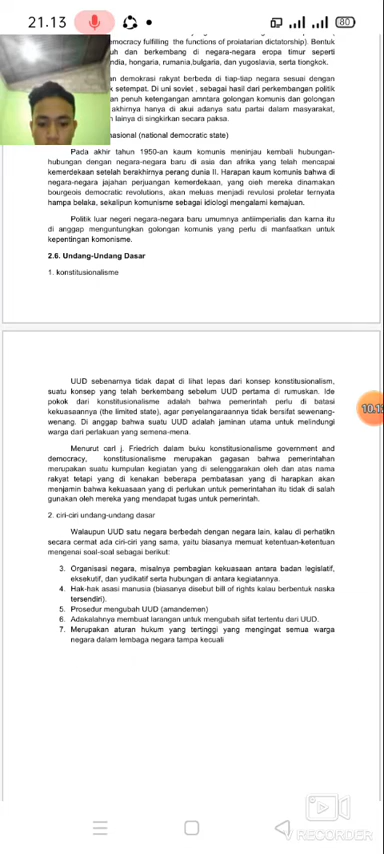 21.13
80
emocracy fulfilling the functions of proiatarian dictatorship). Bentuk
uh dan berkembang di negara-negara eropa timur seperti
ndia, hongaria, rumania,bulgaria, dan yugoslavia, serta tiongkok.
an demokrasi rakyat berbeda di tiap-tiap negara sesuai dengan
k setempat. Di uni soviet , sebagai hasil dari perkembangan politik
an penuh kelengangan amntara golongan komunis dan golongan
akhirnya hanya di akui adanya satu partai dalam masyarakat,
lainya di singkirkan secara paksa.
nasional (national democratic state)
Pada akhir tahun 1950-an kaum komunis meninjau kembali hubungan-
hubungan dengan negara-negara baru di asia dan afrika yang telah mencapai
kemerdekaan setelah berakhirnya perang dunia II. Harapan kaum komunis bahwa di
negara-negara jajahan perjuangan kemerdekaan, yang oleh mereka dinamakan
bourgeois democratic revolutions, akan meluas menjadi revulosi proletar ternyata
hampa belaka, sekalipun komunisme sebagai idiologi mengalami kemajuan.
Politik luar negeri negara-negara baru umumnya antiimperialis dan karna itu
di anggap menguntungkan golongan komunis yang perlu di manfaatkan untuk
kepentingan komonisme.
2.6. Undang-Undang Dasar
1. konstitusionalisme
UUD sebenarnya tidak dapat di lihat lepas dari konsep konstitusionalism,
suatu konsep yang telah berkembang sebelum UUD pertama di rumuskan. Ide
pokok dari konstitusionalisme adalah bahwa pemerintah perlu di batasi
kekuasaannya (the limited state), agar penyelangaraannya tidak bersifat sewenang-
wenang. Di anggap bahwa suatu UUD adalah jaminan utama untuk melindungi
warga dari perlakuan yang semena-mena.
Menurut carl j. Friedrich dalam buku konstitusionalisme government and
democracy, konstitusionalisme merupakan gagasan bahwa pemerintahan
merupakan suatu kumpulan kegiatan yang di selenggarakan oleh dan atas nama
rakyat tetapi yang di kenakan beberapa pembatasan yang di harapkan akan
menjamin bahwa kekuasaan yang di perlukan untuk pemerintahan itu tidak di salah
gunakan oleh mereka yang mendapat tugas untuk pemerintah.
2. ciri-ciri undang-undang dasar
Walaupun UUD satu negara berbedah dengan negara lain, kalau di perhatikn
secara cermat ada ciri-ciri yang sama, yaitu biasanya memuat ketentuan-ketentuan
mengenai soal-soal sebagai berikut:
3. Organisasi negara, misalnya pembagian kekuasaan antara badan legislatif,
eksekutif, dan yudikatif serta hubungan di antara kegiatannya.
4. Hak-hak asasi manusia (biasanya disebut bill of rights kalau berbentuk naska
tersendiri).
5. Prosedur mengubah UUD (amandemen)
6. Adakalahnya membuat larangan untuk mengubah sifat tertentu dari UUD.
7. Merupakan aturan hukum yang tertinggi yang mengingat semua warga
negara dalam lembaga negara tampa kecuali
RECORDER